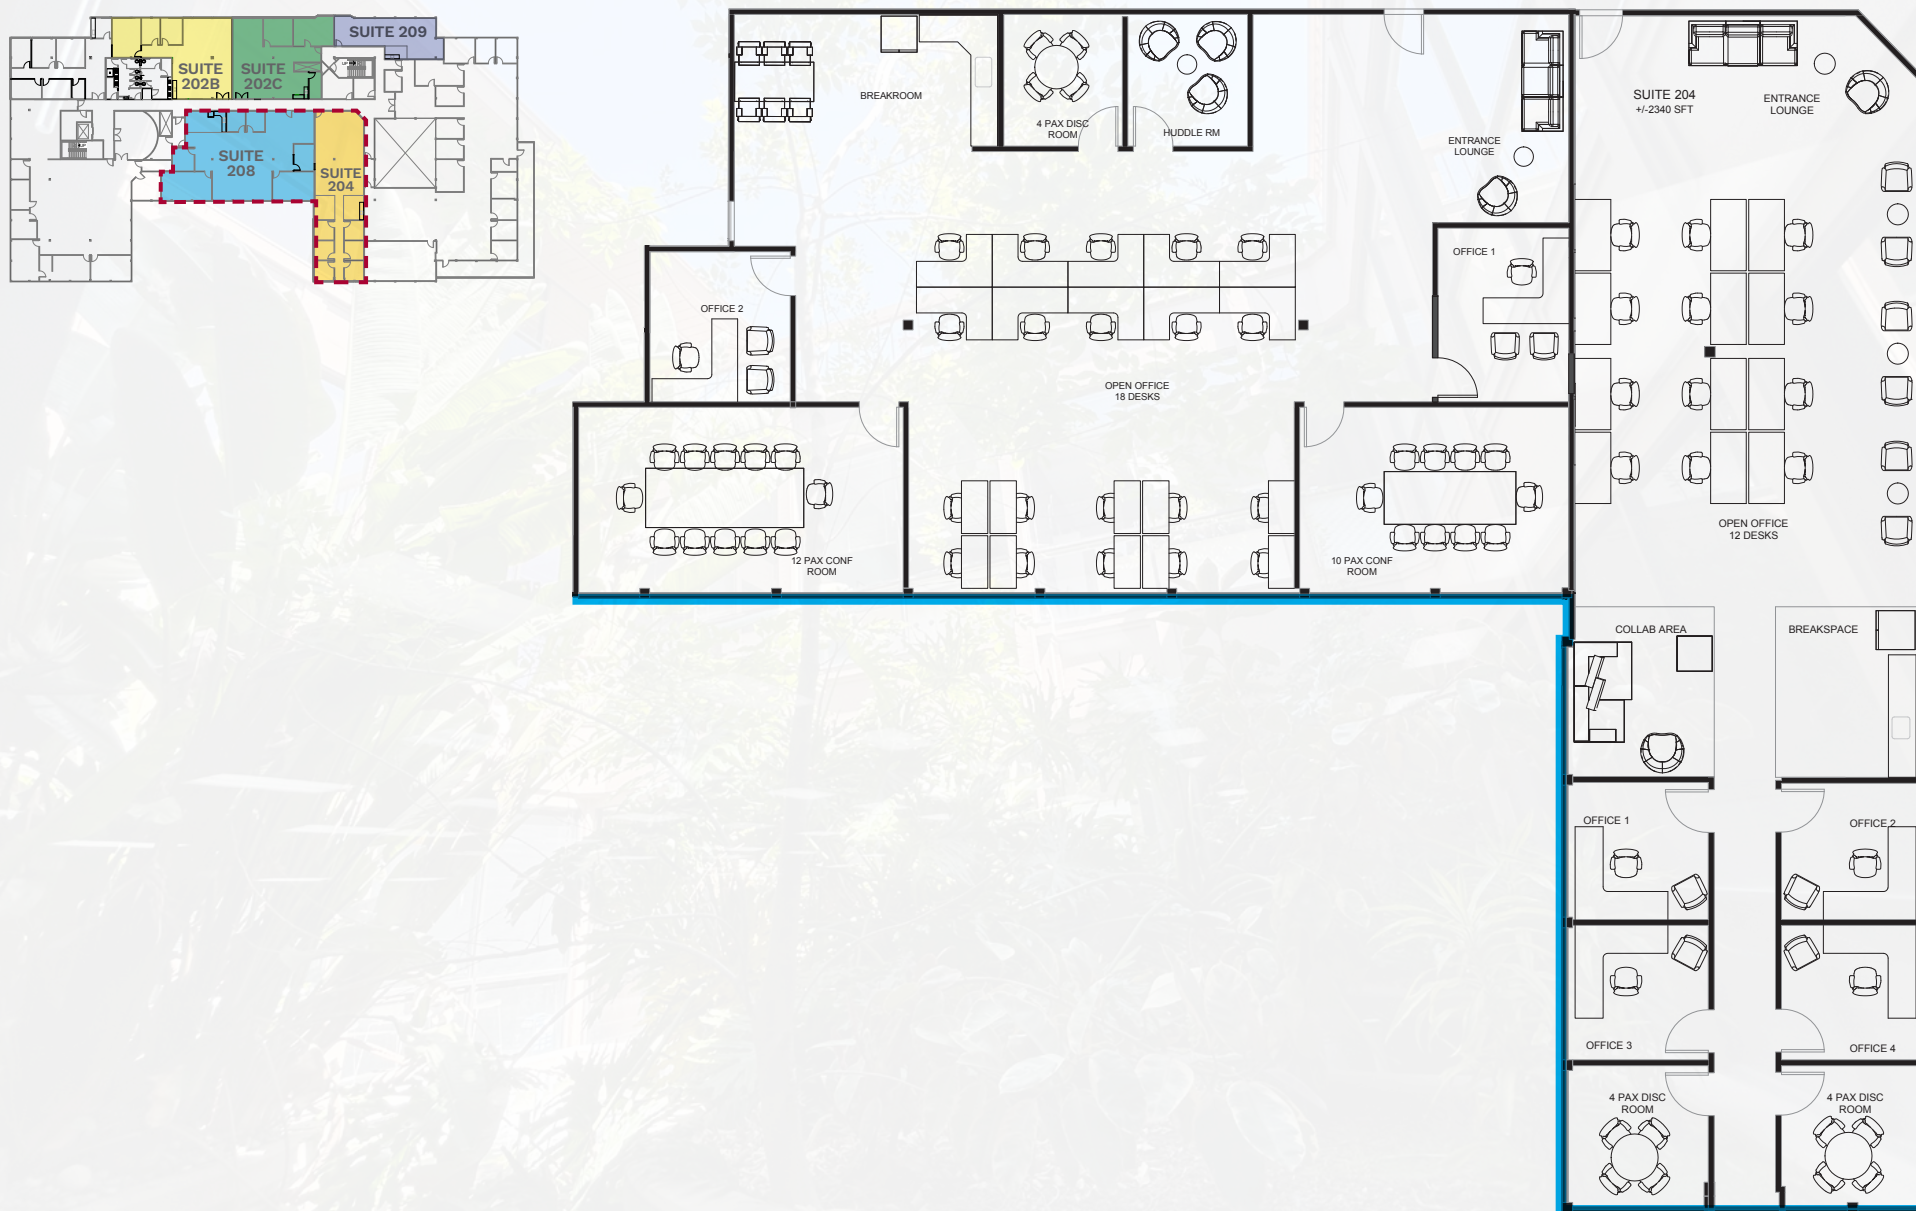 SUITE 209
SUITE
202B
SUITE
202C
SUITE
208
SUITE
204
BREAKROOM
4 PAX DISC
ROOM
HUDDLE RM
ENTRANCE
LOUNGE
SUITE 204
+/-2340 SFT
ENTRANCE
LOUNGE
OFFICE 1
OFFICE 2
OPEN OFFICE
18 DESKS
12 PAX CONF
ROOM
10 PAX CONF
ROOM
OPEN OFFICE
12 DESKS
COLLAB AREA
BREAKSPACE
OFFICE 1
OFFICE 2
OFFICE 3
OFFICE 4
4 PAX DISC
ROOM
4 PAX DISC
ROOM